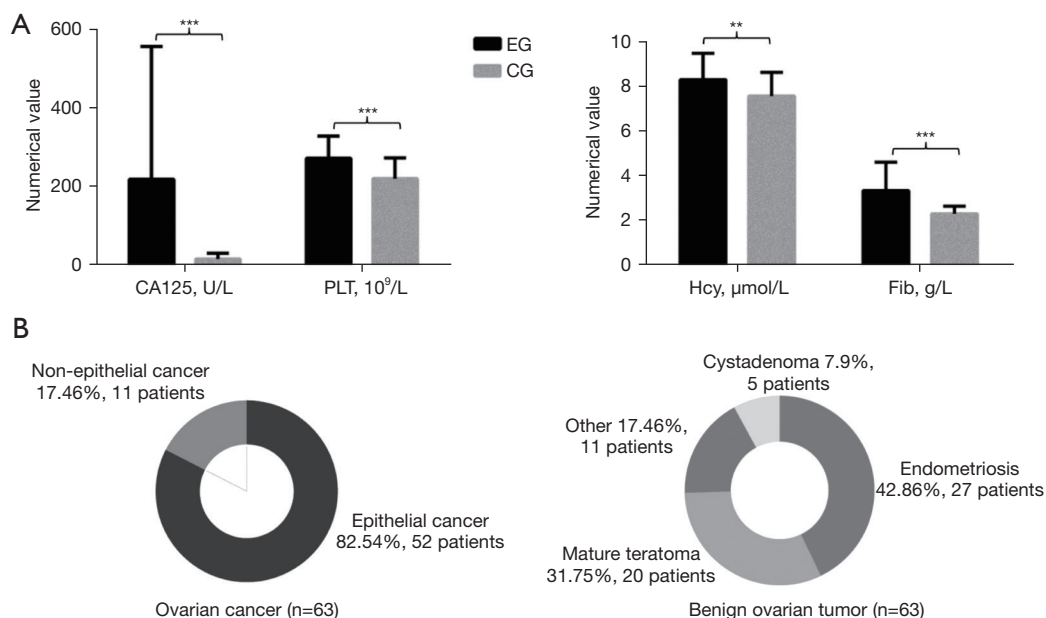 A
Numerical value
600
400
200
0
***
***
CA125, U/L
PLT, 10⁹/L
EG
CG
Numerical value
10
8
6
4
2
0
**
***
Hcy, µmol/L
Fib, g/L
B
Non-epithelial cancer
17.46%, 11 patients
Epithelial cancer
82.54%, 52 patients
Ovarian cancer (n=63)
Cystadenoma 7.9%,
5 patients
Other 17.46%,
11 patients
Endometriosis
42.86%, 27 patients
Mature teratoma
31.75%, 20 patients
Benign ovarian tumor (n=63)